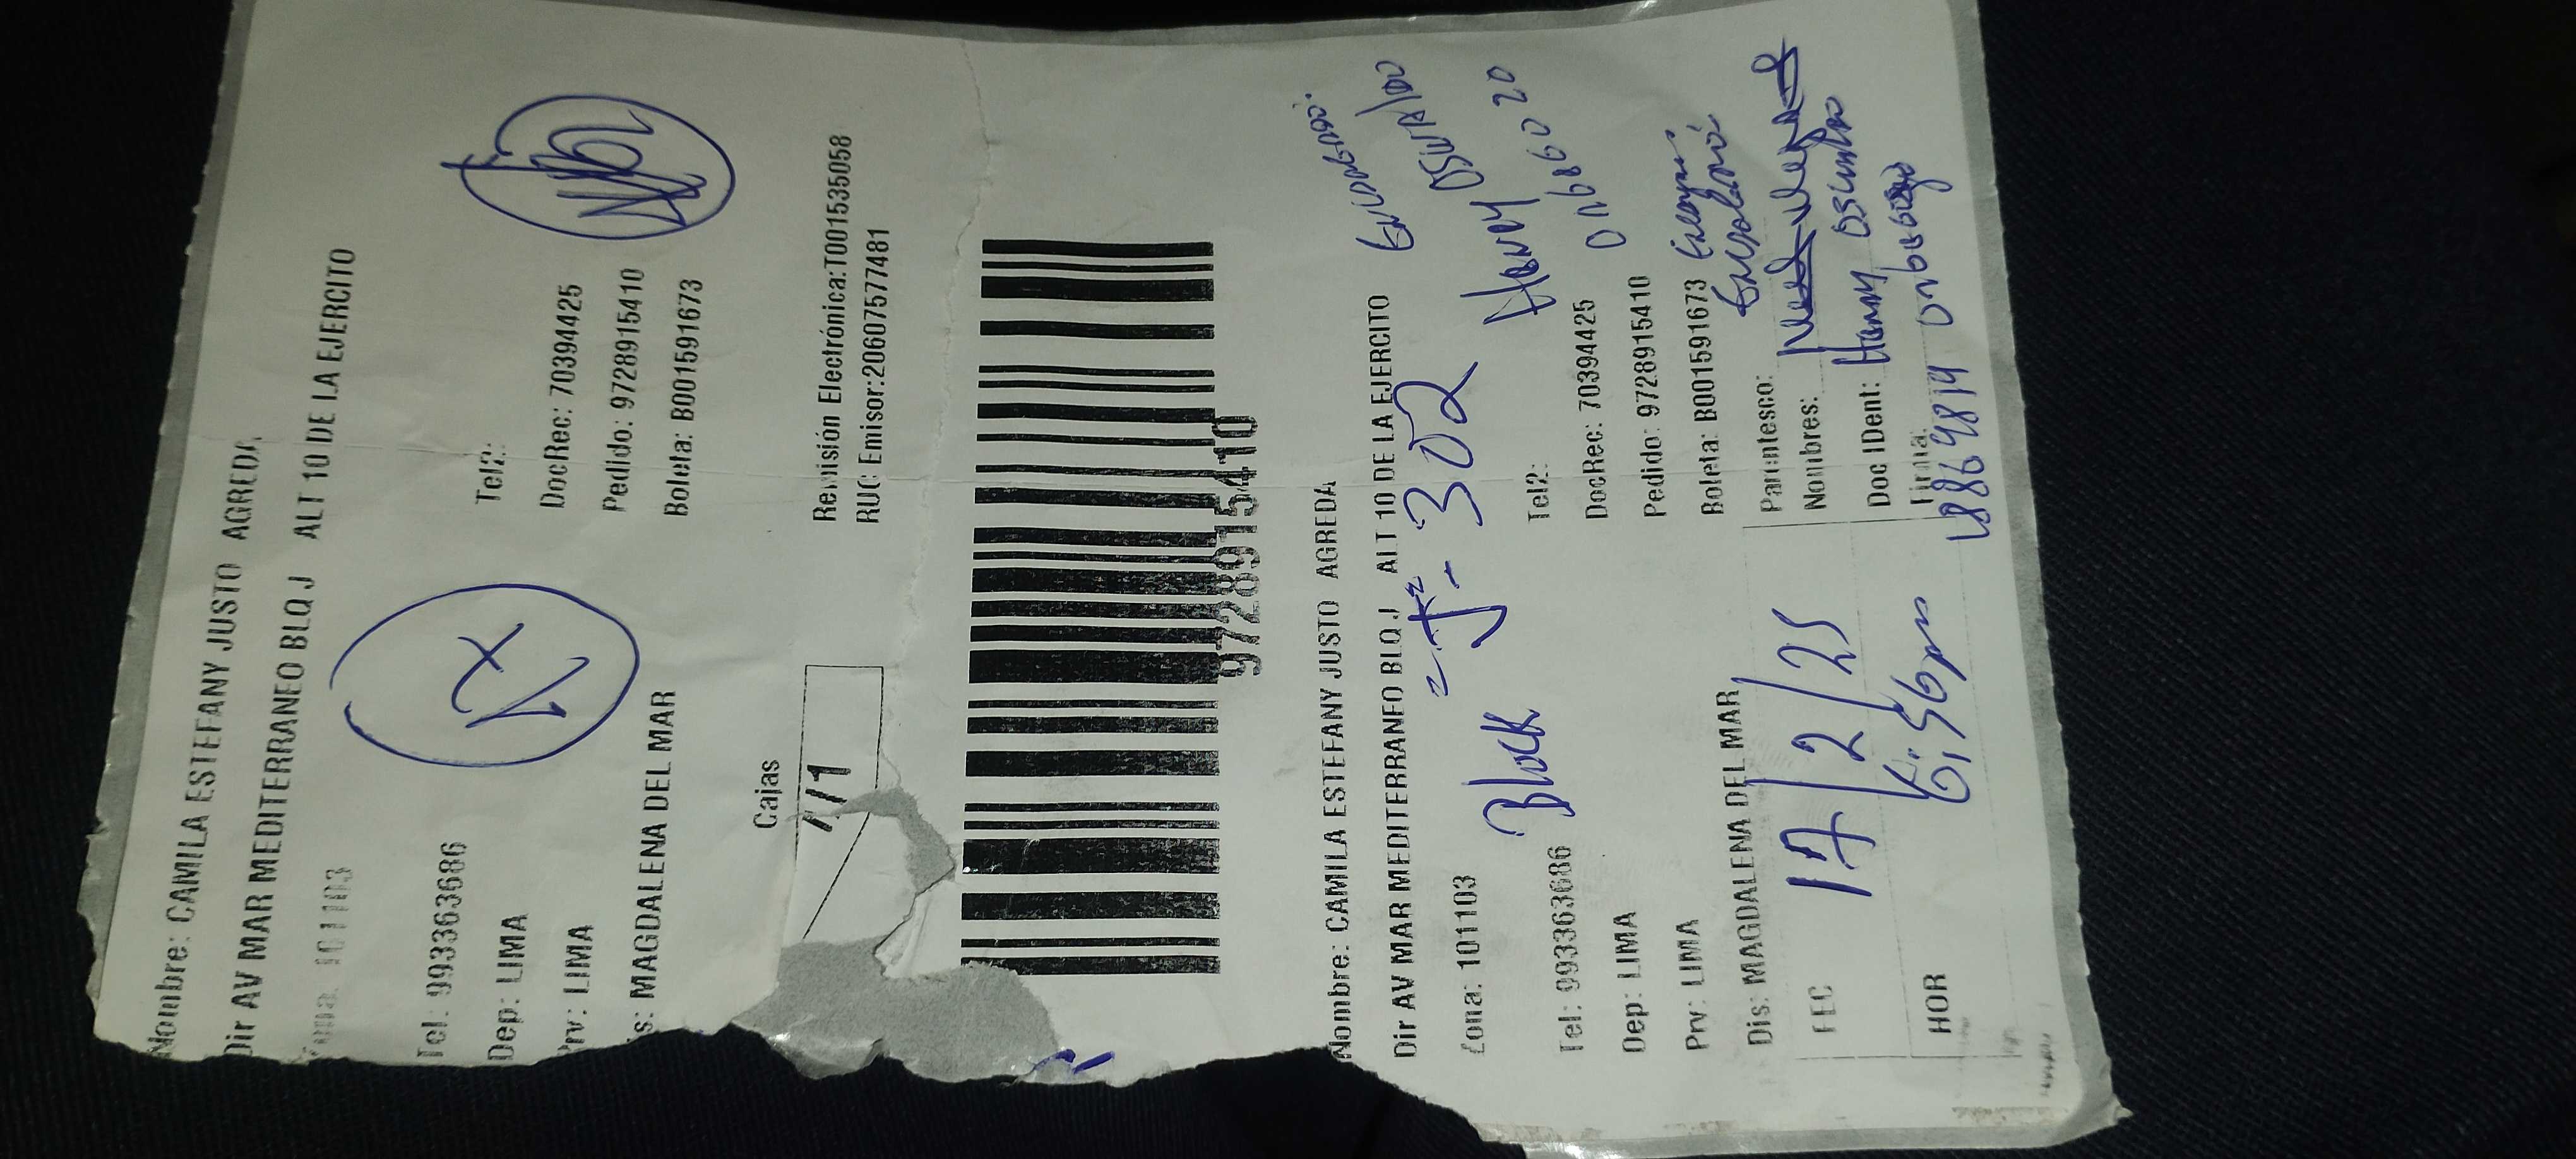 Nombre: CAMILA ESTEFANY JUSTO AGREDA
Dir AV MAR MEDITERRANEO BLQ J ALT 10 DE LA EJERCITO
101103
Tel: 993363686
Tel2:
Dep: LIMA
DocRec: 70394425
Prv: LIMA
Pedido: 9728915410
s: MAGDALENA DEL MAR
Boleta: B001591673
Cajas
1/1
Remisión Electrónica:T001535058
RUC Emisor:20607577481
9728915410
Nombre: CAMILA ESTEFANY JUSTO AGREDA
Dir AV MAR MEDITERRANEO BLQ J ALT 10 DE LA EJERCITO
Zona: 101103
Block "J" - 302
Tel: 993363686
Tel2:
Dep: LIMA
DocRec: 70394425
Prv: LIMA
Pedido: 9728915410
Dis: MAGDALENA DEL MAR
Boleta: B001591673
FEC
17/2/25
Parentesco:
Nombres:
HOR
6:56pm
Doc IDent:
Firma: